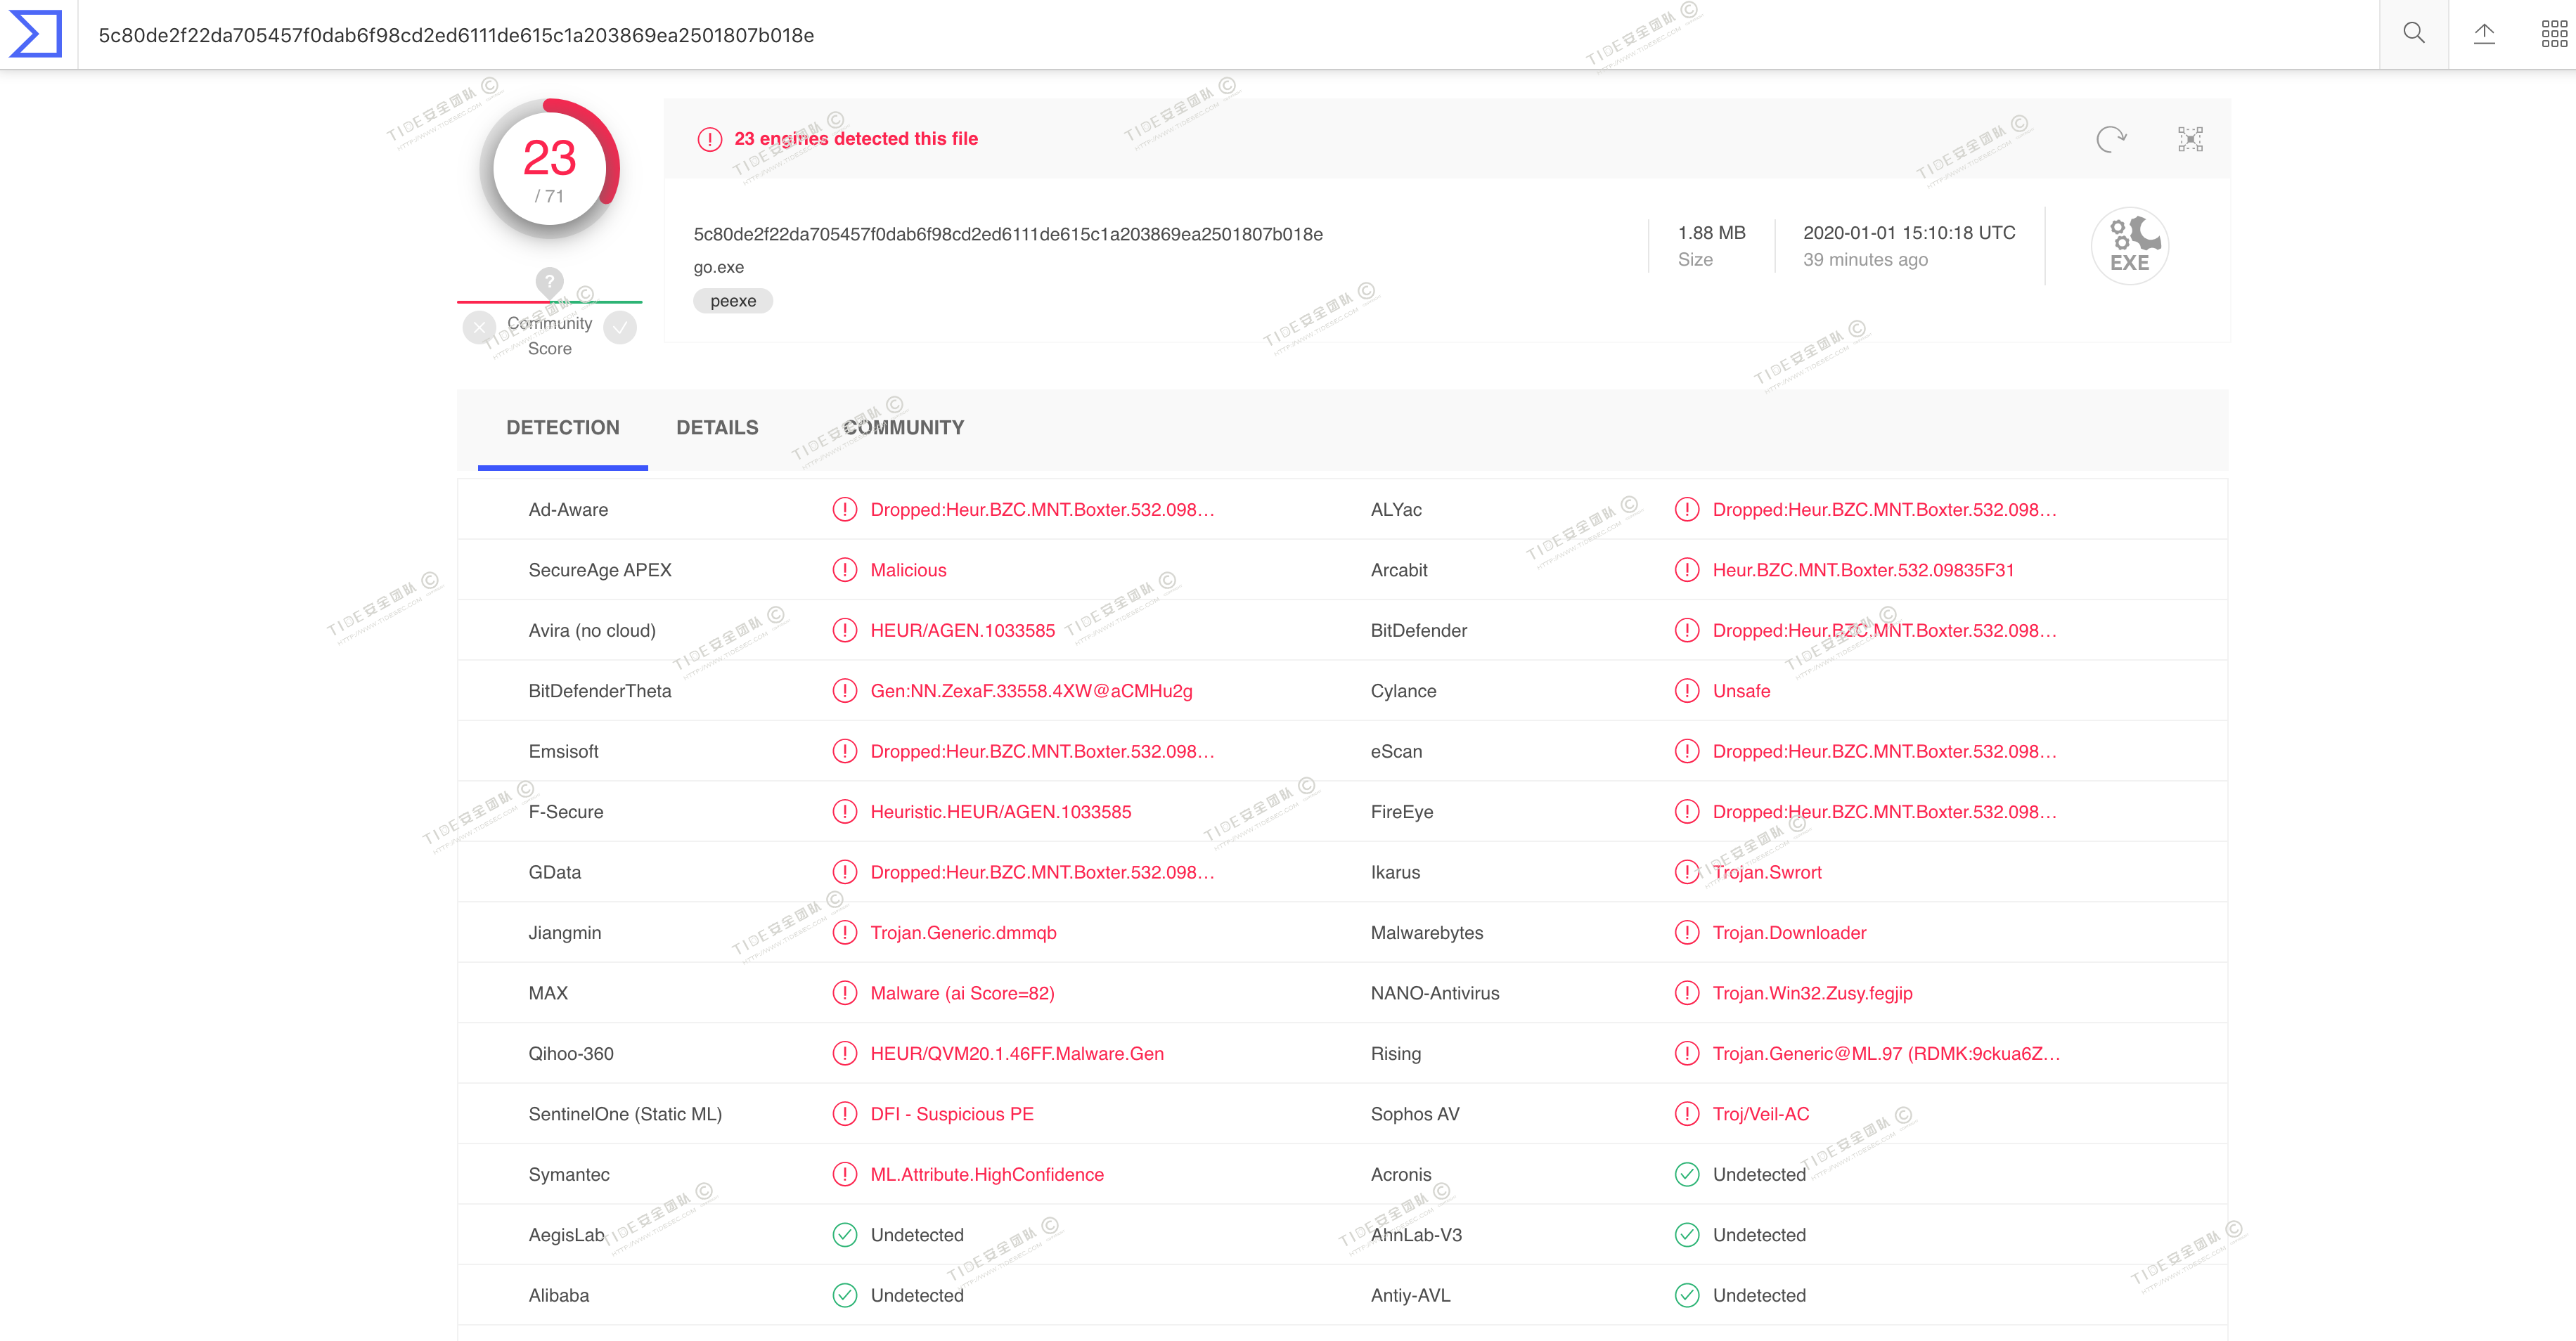 5c80de2f22da705457f0dab6f98cd2ed6111de615c1a203869ea2501807b018e
23
/ 71
23 engines detected this file
5c80de2f22da705457f0dab6f98cd2ed6111de615c1a203869ea2501807b018e
go.exe
peexe
1.88 MB
Size
2020-01-01 15:10:18 UTC
39 minutes ago
EXE
?
Community
Score
DETECTION DETAILS COMMUNITY
Ad-Aware Dropped:Heur.BZC.MNT.Boxter.532.098… ALYac Dropped:Heur.BZC.MNT.Boxter.532.098…
SecureAge APEX Malicious Arcabit Heur.BZC.MNT.Boxter.532.09835F31
Avira (no cloud) HEUR/AGEN.1033585 BitDefender Dropped:Heur.BZC.MNT.Boxter.532.098…
BitDefenderTheta Gen:NN.ZexaF.33558.4XW@aCMHu2g Cylance Unsafe
Emsisoft Dropped:Heur.BZC.MNT.Boxter.532.098… eScan Dropped:Heur.BZC.MNT.Boxter.532.098…
F-Secure Heuristic.HEUR/AGEN.1033585 FireEye Dropped:Heur.BZC.MNT.Boxter.532.098…
GData Dropped:Heur.BZC.MNT.Boxter.532.098… Ikarus Trojan.Swrort
Jiangmin Trojan.Generic.dmmqb Malwarebytes Trojan.Downloader
MAX Malware (ai Score=82) NANO-Antivirus Trojan.Win32.Zusy.fegjip
Qihoo-360 HEUR/QVM20.1.46FF.Malware.Gen Rising Trojan.Generic@ML.97 (RDMK:9ckua6Z…
SentinelOne (Static ML) DFI - Suspicious PE Sophos AV Troj/Veil-AC
Symantec ML.Attribute.HighConfidence Acronis Undetected
AegisLab Undetected AhnLab-V3 Undetected
Alibaba Undetected Antiy-AVL Undetected
TIDE安全团队 ©
HTTP://WWW.TIDESEC.COM